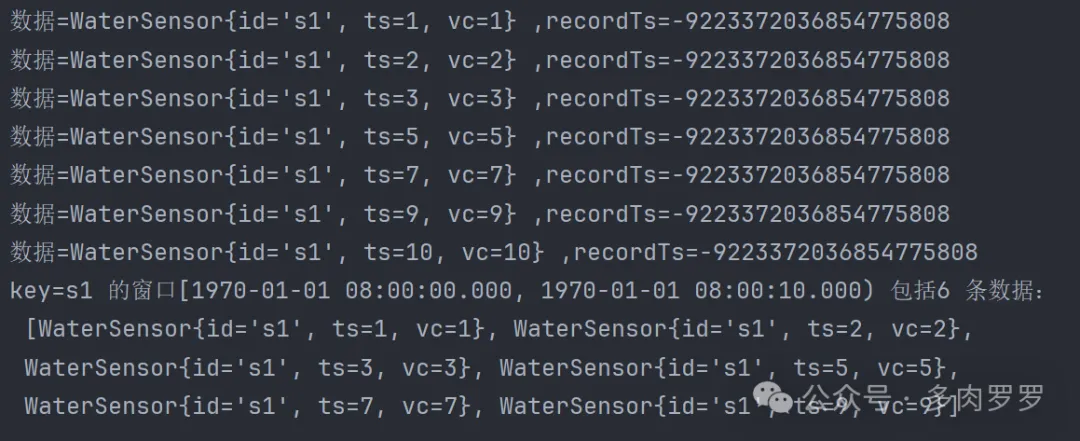 数据=WaterSensor{id='s1', ts=1, vc=1} ,recordTs=-9223372036854775808
数据=WaterSensor{id='s1', ts=2, vc=2} ,recordTs=-9223372036854775808
数据=WaterSensor{id='s1', ts=3, vc=3} ,recordTs=-9223372036854775808
数据=WaterSensor{id='s1', ts=5, vc=5} ,recordTs=-9223372036854775808
数据=WaterSensor{id='s1', ts=7, vc=7} ,recordTs=-9223372036854775808
数据=WaterSensor{id='s1', ts=9, vc=9} ,recordTs=-9223372036854775808
数据=WaterSensor{id='s1', ts=10, vc=10} ,recordTs=-9223372036854775808
key=s1 的窗口[1970-01-01 08:00:00.000, 1970-01-01 08:00:10.000) 包括6 条数据:
[WaterSensor{id='s1', ts=1, vc=1}, WaterSensor{id='s1', ts=2, vc=2},
WaterSensor{id='s1', ts=3, vc=3}, WaterSensor{id='s1', ts=5, vc=5},
WaterSensor{id='s1', ts=7, vc=7}, WaterSensor{id='s1', ts=9, vc=9}]
公众号·多肉罗罗